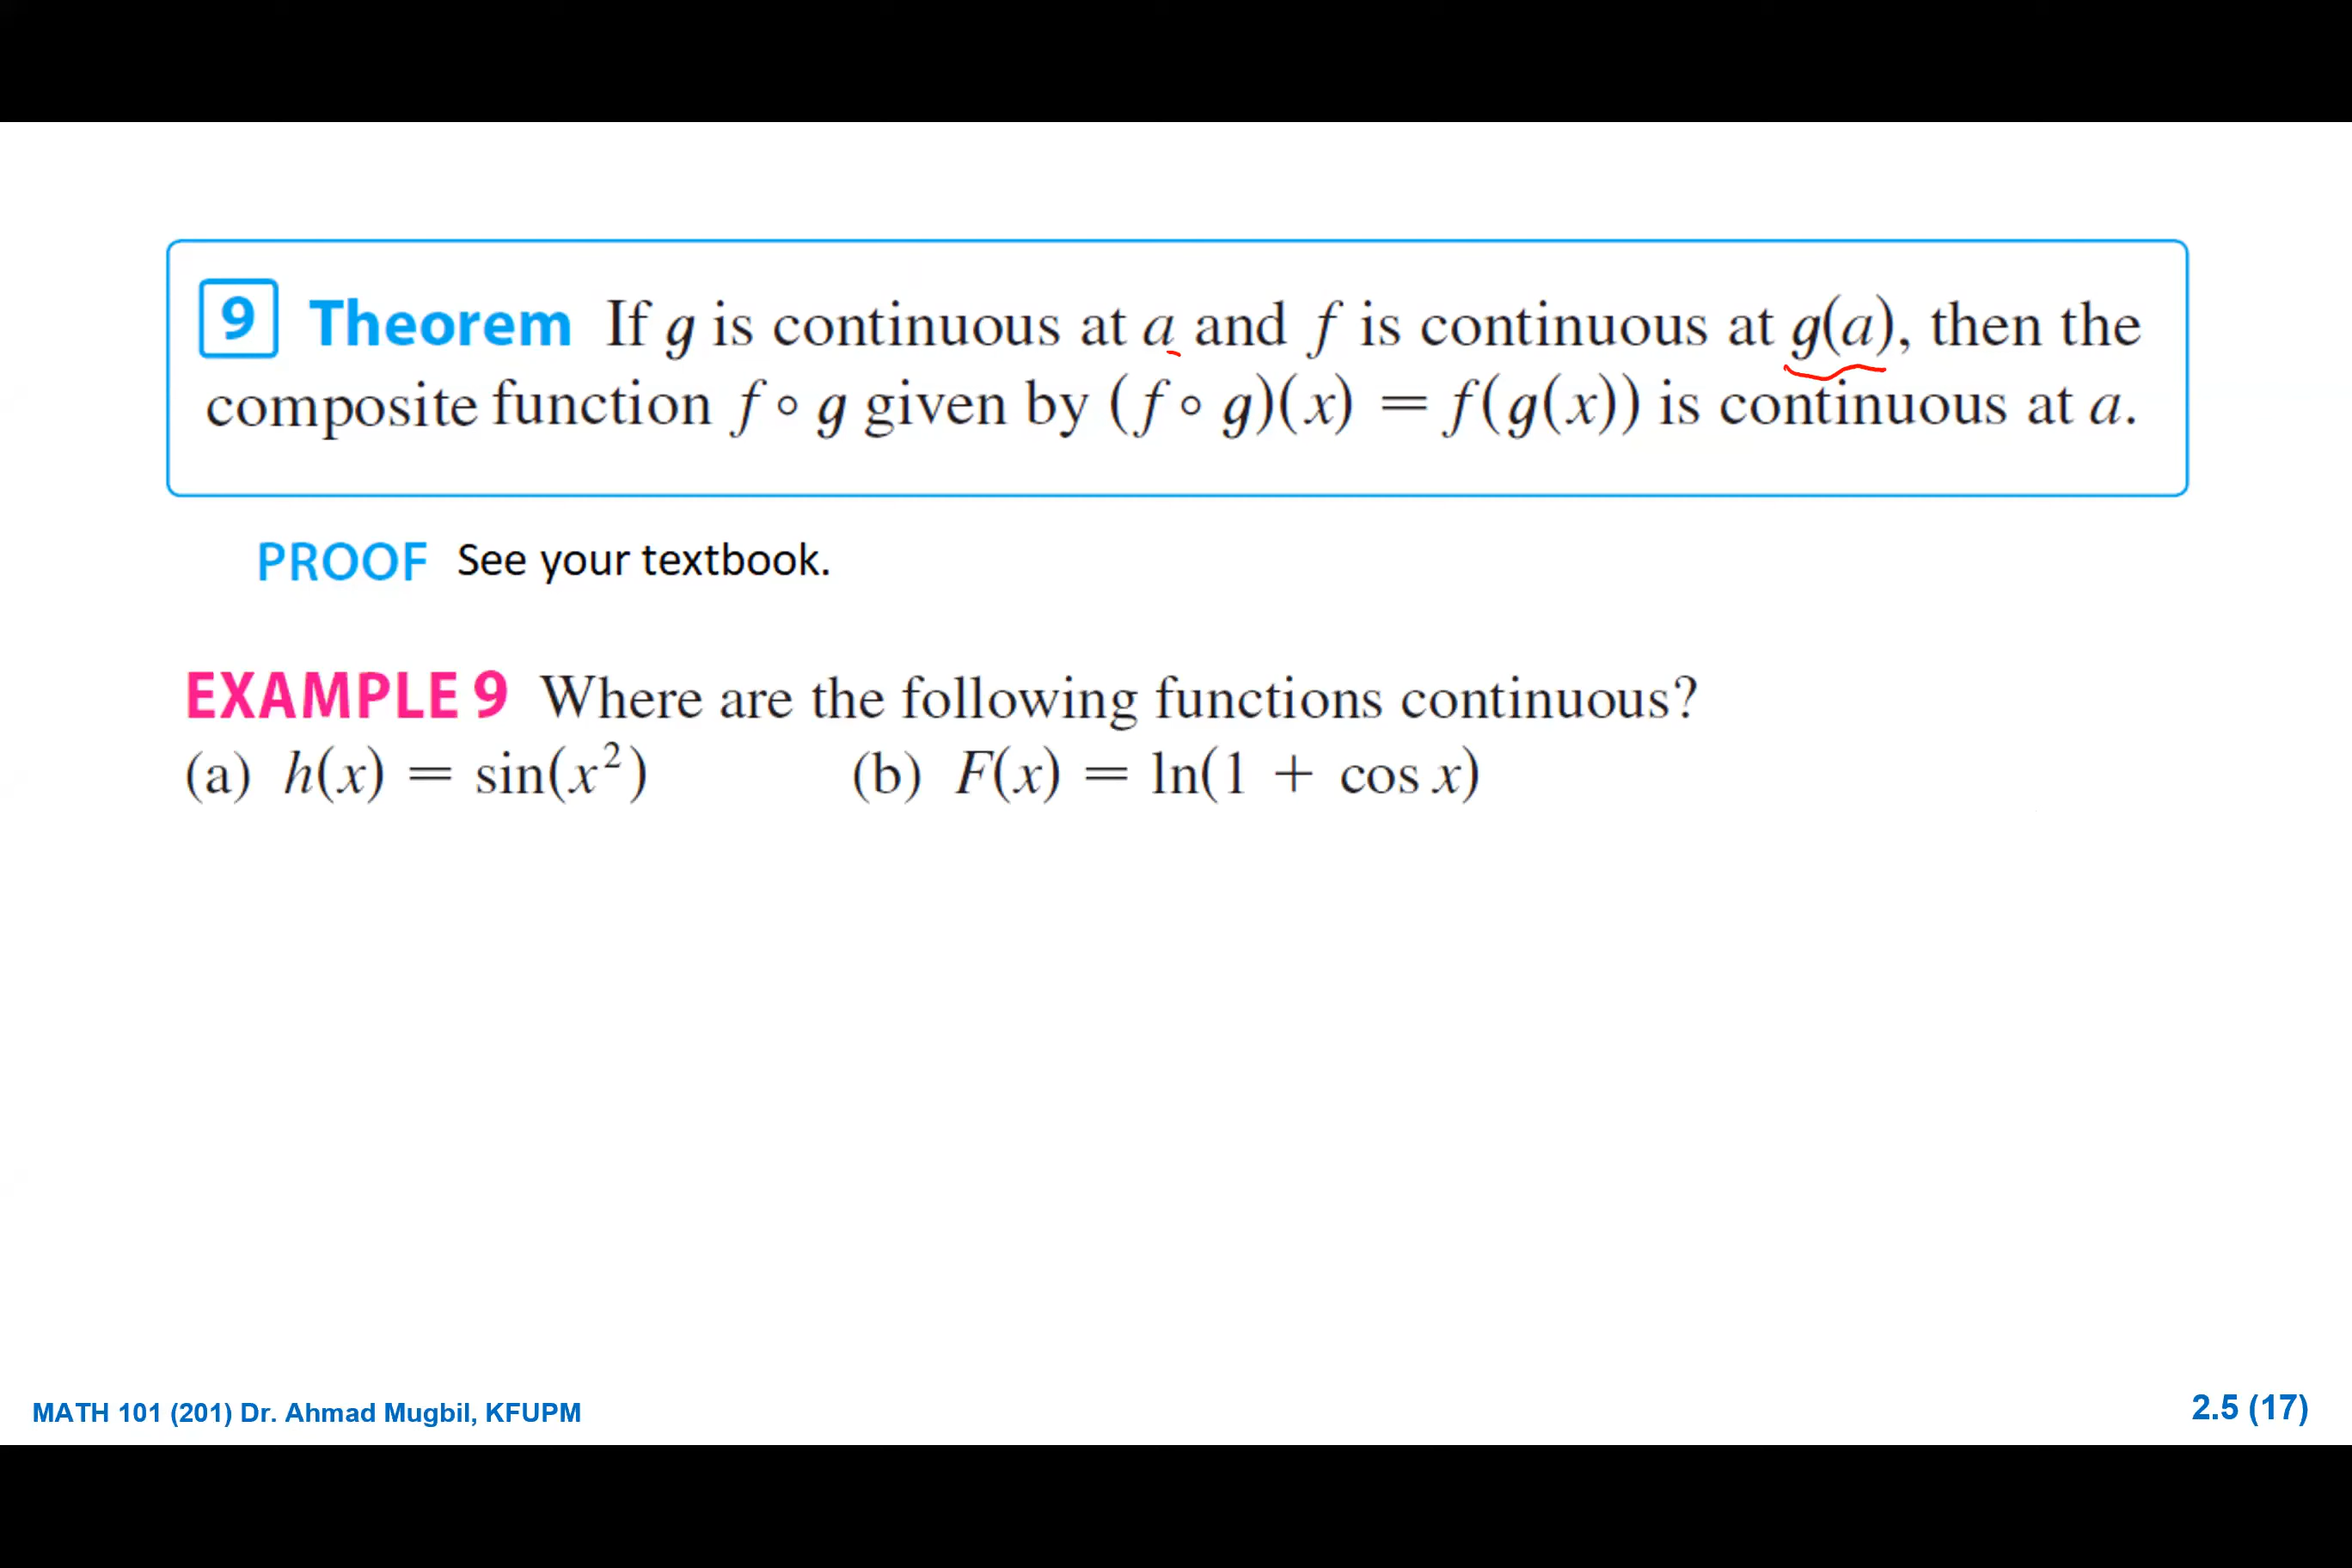 9 Theorem If g is continuous at a and f is continuous at g(a), then the
composite function f ∘ g given by (f ∘ g)(x) = f(g(x)) is continuous at a.
PROOF See your textbook.
EXAMPLE 9 Where are the following functions continuous?
(a) h(x) = sin(x²) (b) F(x) = ln(1 + cos x)
MATH 101 (201) Dr. Ahmad Mugbil, KFUPM 2.5 (17)